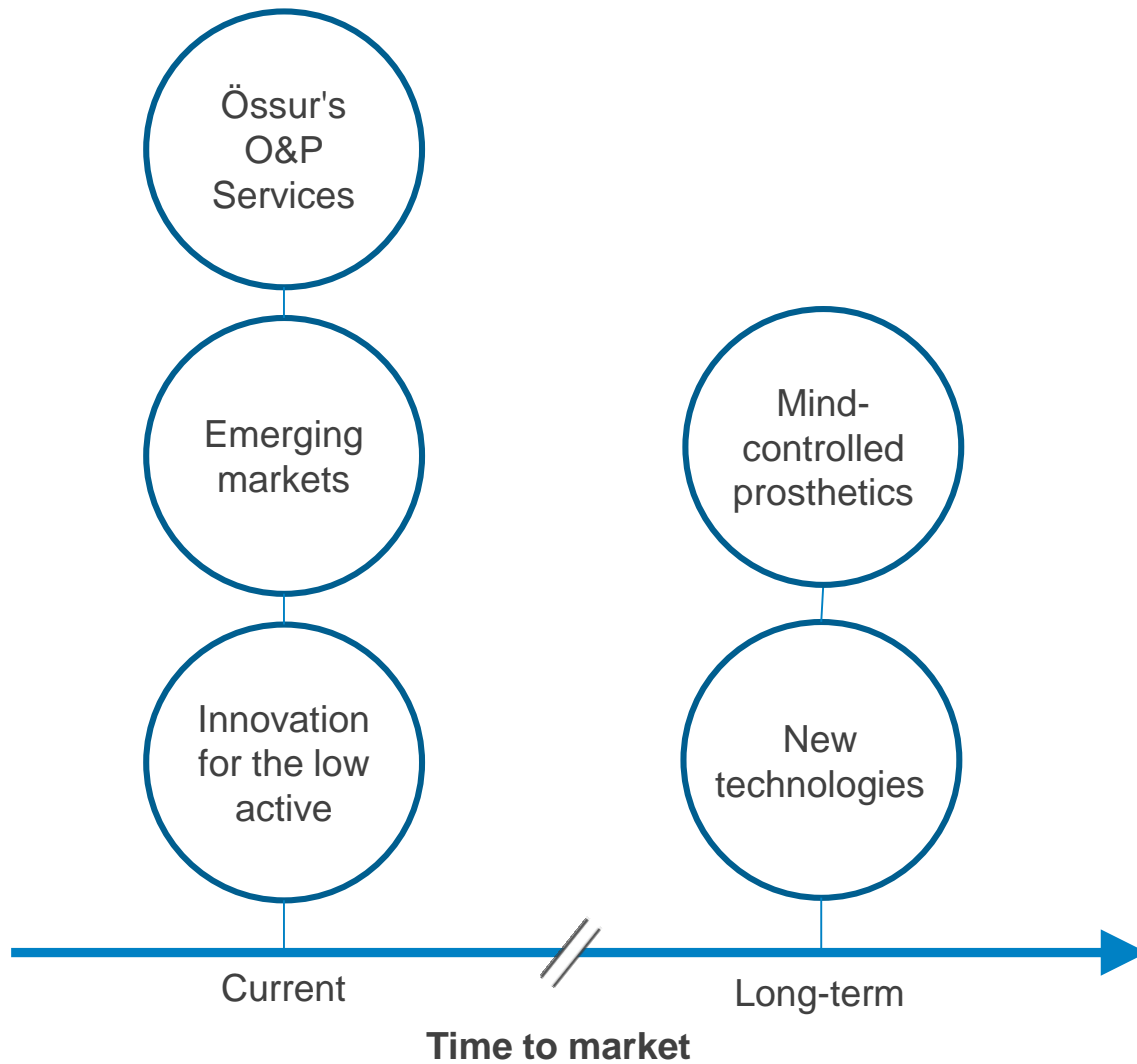 Össur's
O&P
Services
Emerging
markets
Innovation
for the low
active
Mind-
controlled
prosthetics
New
technologies
Current
Long-term
Time to market